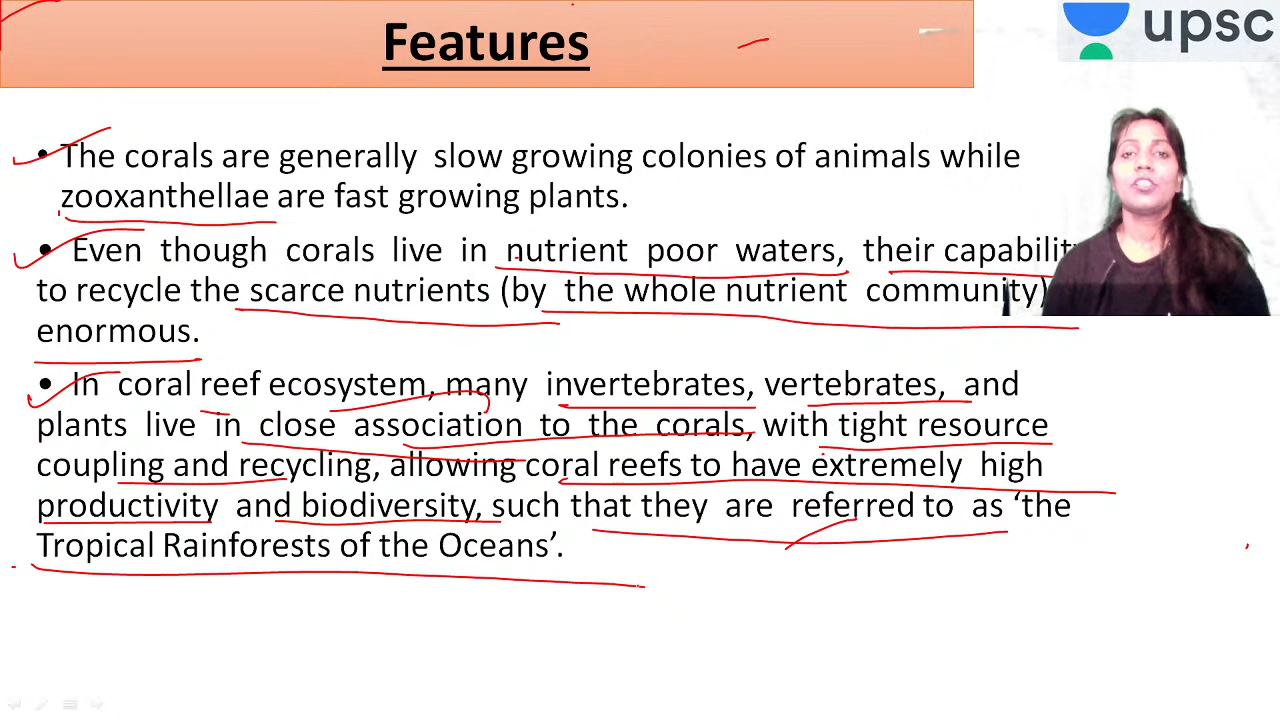 Features
upsc
• The corals are generally slow growing colonies of animals while
zooxanthellae are fast growing plants.
• Even though corals live in nutrient poor waters, their capability
to recycle the scarce nutrients (by the whole nutrient community)
enormous.
• In coral reef ecosystem, many invertebrates, vertebrates, and
plants live in close association to the corals, with tight resource
coupling and recycling, allowing coral reefs to have extremely high
productivity and biodiversity, such that they are referred to as ‘the
Tropical Rainforests of the Oceans’.